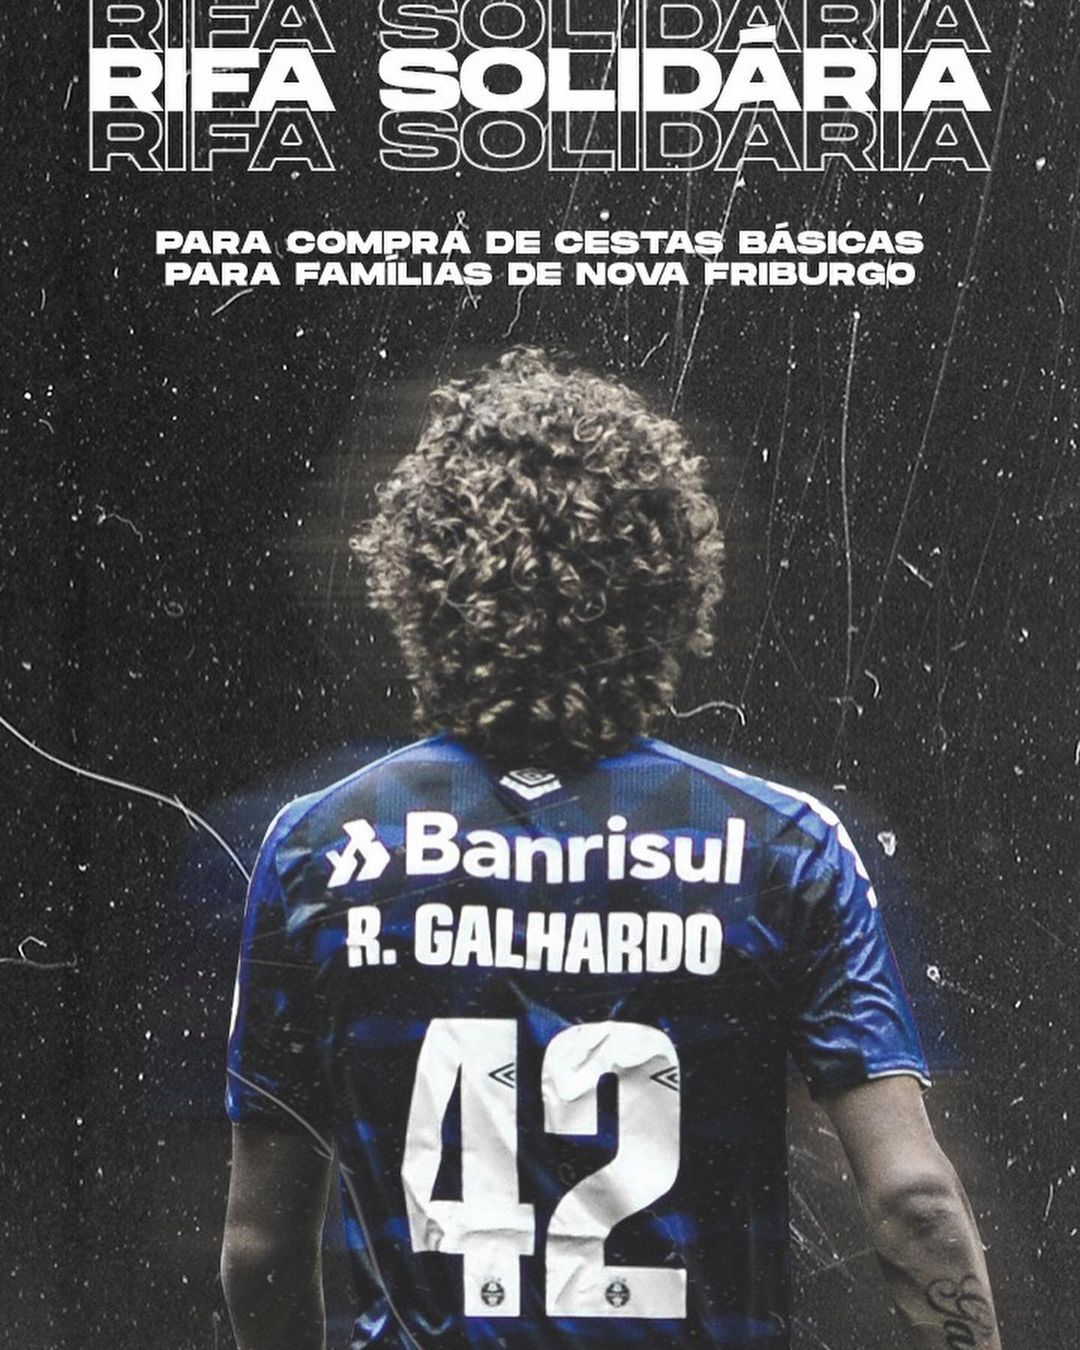 RIFA SOLIDÁRIA
RIFA SOLIDÁRIA
RIFA SOLIDÁRIA
PARA COMPRA DE CESTAS BÁSICAS
PARA FAMÍLIAS DE NOVA FRIBURGO
Banrisul
R. GALHARDO
42